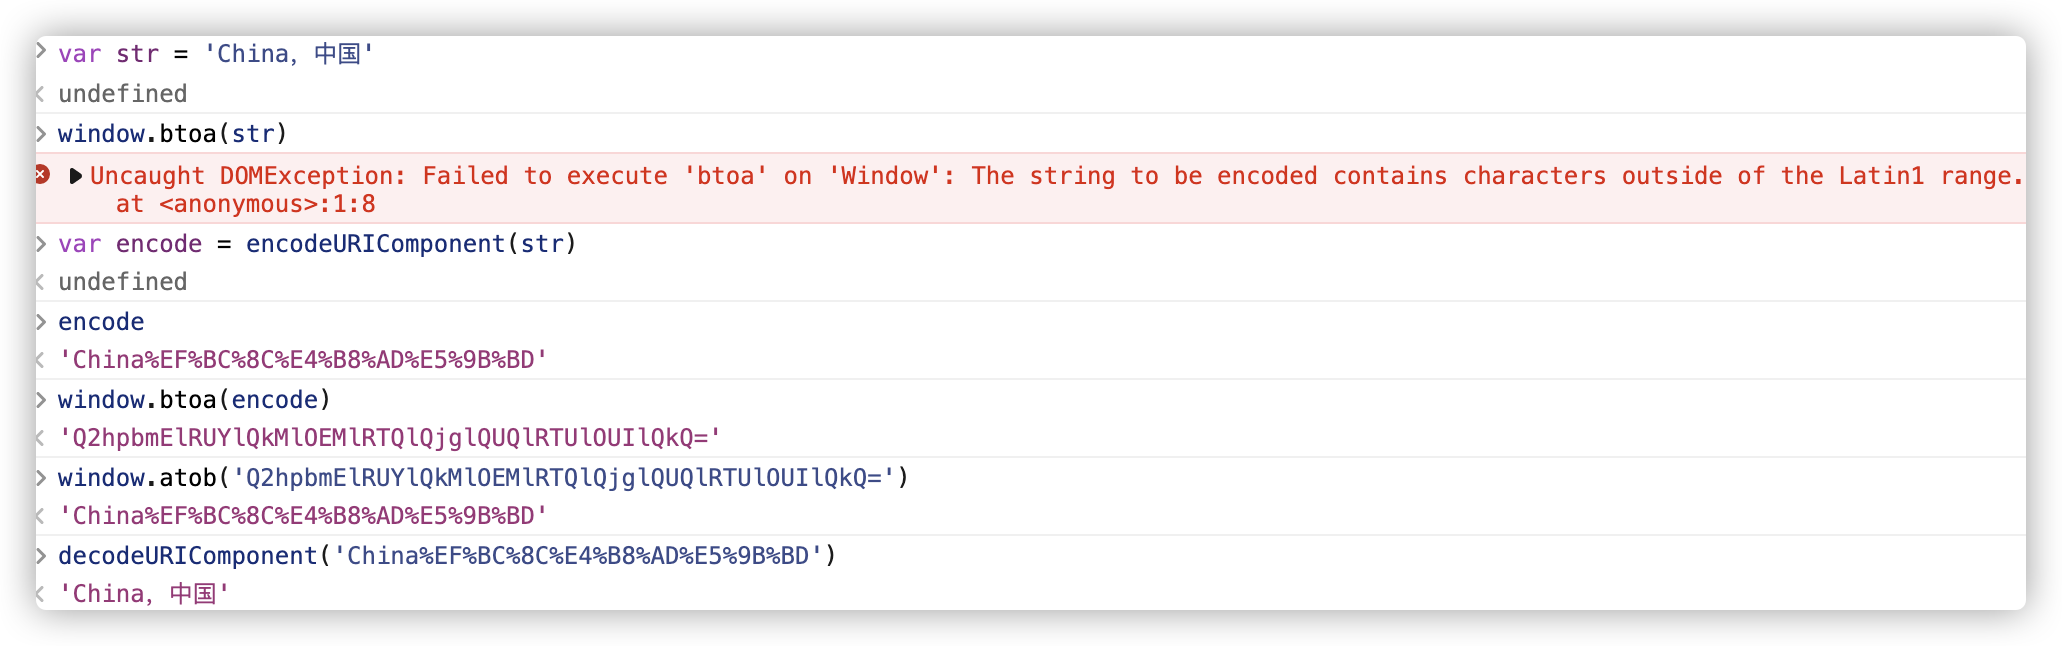 var str = 'China，中国'
undefined
window.btoa(str)
Uncaught DOMException: Failed to execute 'btoa' on 'Window': The string to be encoded contains characters outside of the Latin1 range.
at <anonymous>:1:8
var encode = encodeURIComponent(str)
undefined
encode
'China%EF%BC%8C%E4%B8%AD%E5%9B%BD'
window.btoa(encode)
'Q2hpbmElRUYlQkMlOEMlRTQlQjglQUQlRTUlOUIlQkQ='
window.atob('Q2hpbmElRUYlQkMlOEMlRTQlQjglQUQlRTUlOUIlQkQ=')
'China%EF%BC%8C%E4%B8%AD%E5%9B%BD'
decodeURIComponent('China%EF%BC%8C%E4%B8%AD%E5%9B%BD')
'China，中国'